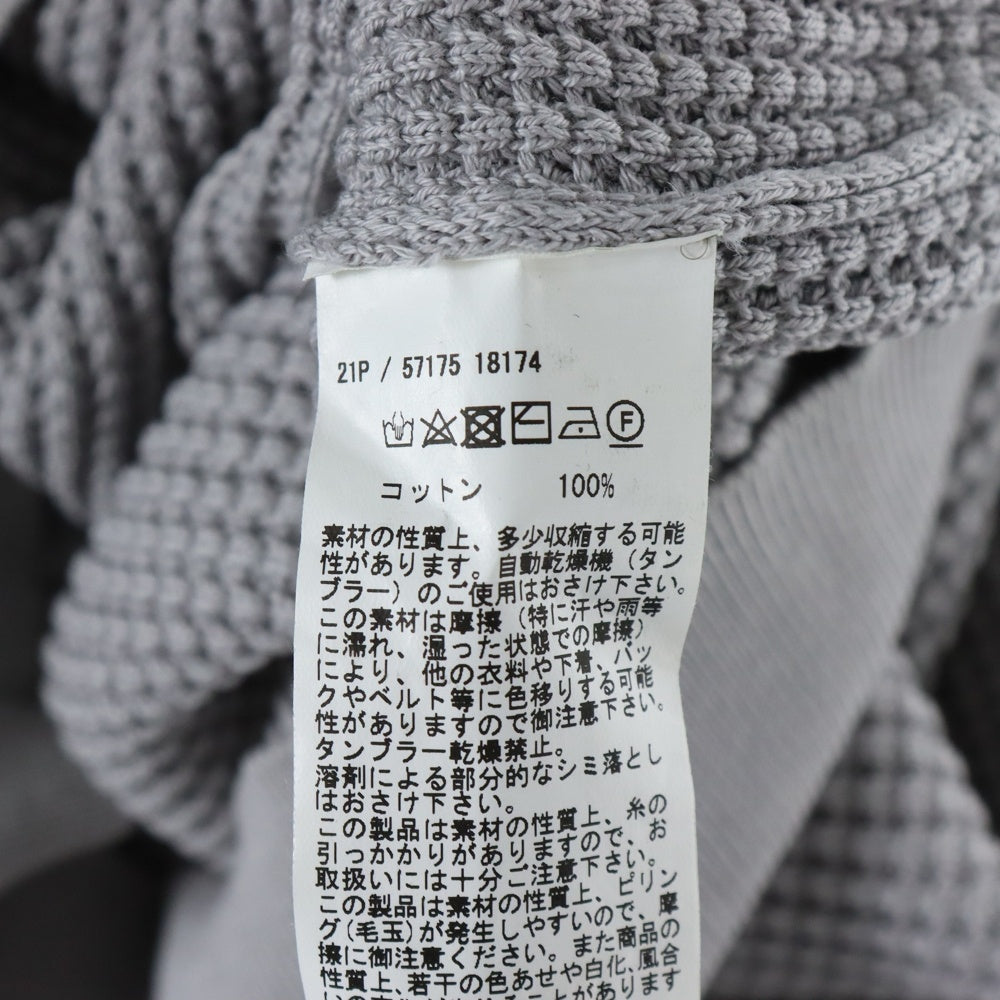 21P / 57175 18174
F
コットン 100%
素材の性質上、多少収縮する可能
性があります。自動乾燥機（タン
ブラー）のご使用はおさけ下さい。
この素材は摩擦（特に汗や雨等
に濡れ、湿った状態での摩擦）
により、他の衣料や下着、バッ
クやベルト等に色移りする可能
性がありますので御注意下さい。
タンブラー乾燥禁止。
溶剤による部分的なシミ落とし
はおさけ下さい。
この製品は素材の性質上、糸の
引っかかりがありますので、お
取扱いには十分ご注意下さい。
この製品は素材の性質上、ピリン
グ(毛玉)が発生しやすいので、摩
擦に御注意ください。また商品の
性質上、若干の色あせや白化、風合